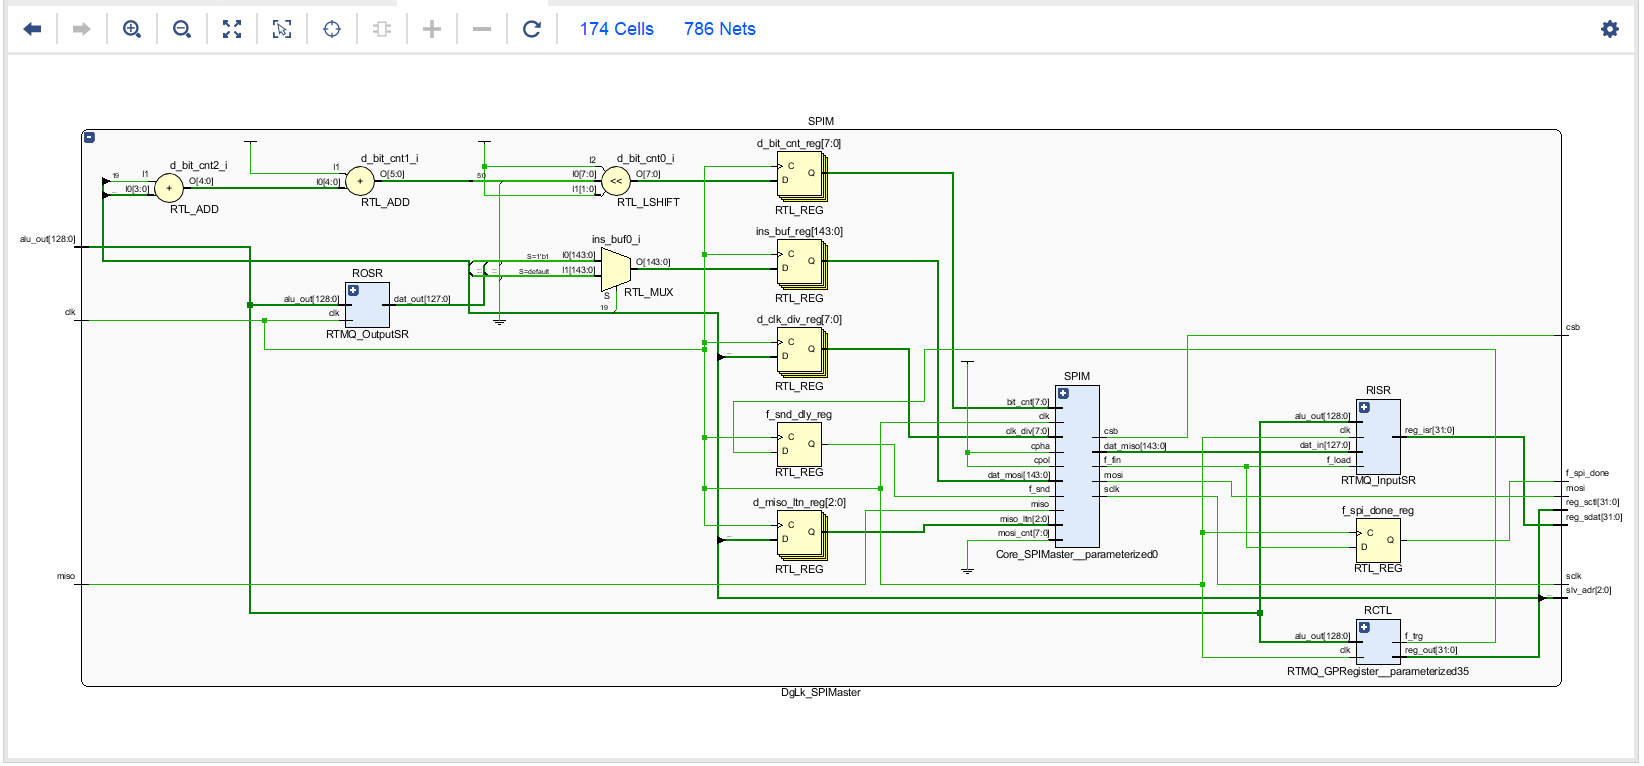 174 Cells 786 Nets
SPIM
d_bit_cnt2_i
19
I1
I0[3:0]
O[4:0]
+
RTL_ADD
d_bit_cnt1_i
I1
I0[4:0]
O[5:0]
+
RTL_ADD
5:0
d_bit_cnt0_i
I2
I0[7:0]
I1[1:0]
<<
O[7:0]
RTL_LSHIFT
d_bit_cnt_reg[7:0]
C
D
Q
RTL_REG
alu_out[128:0]
ins_buf0_i
S=1'b1
I0[143:0]
S=default
I1[143:0]
O[143:0]
S
19
RTL_MUX
ins_buf_reg[143:0]
C
D
Q
RTL_REG
ROSR
alu_out[128:0]
clk
dat_out[127:0]
RTMQ_OutputSR
clk
d_clk_div_reg[7:0]
C
D
Q
RTL_REG
f_snd_dly_reg
C
D
Q
RTL_REG
d_miso_ltn_reg[2:0]
C
D
Q
RTL_REG
miso
SPIM
bit_cnt[7:0]
clk
clk_div[7:0]
cpha
cpol
dat_mosi[143:0]
f_snd
miso
miso_ltn[2:0]
mosi_cnt[7:0]
csb
dat_miso[143:0]
f_fin
mosi
sclk
Core_SPIMaster__parameterized0
RISR
alu_out[128:0]
clk
dat_in[127:0]
f_load
reg_isr[31:0]
RTMQ_InputSR
f_spi_done_reg
C
D
Q
RTL_REG
RCTL
alu_out[128:0]
clk
f_trg
reg_out[31:0]
RTMQ_GPRegister__parameterized35
csb
f_spi_done
mosi
reg_sctl[31:0]
reg_sdat[31:0]
sclk
slv_adr[2:0]
DgLk_SPIMaster